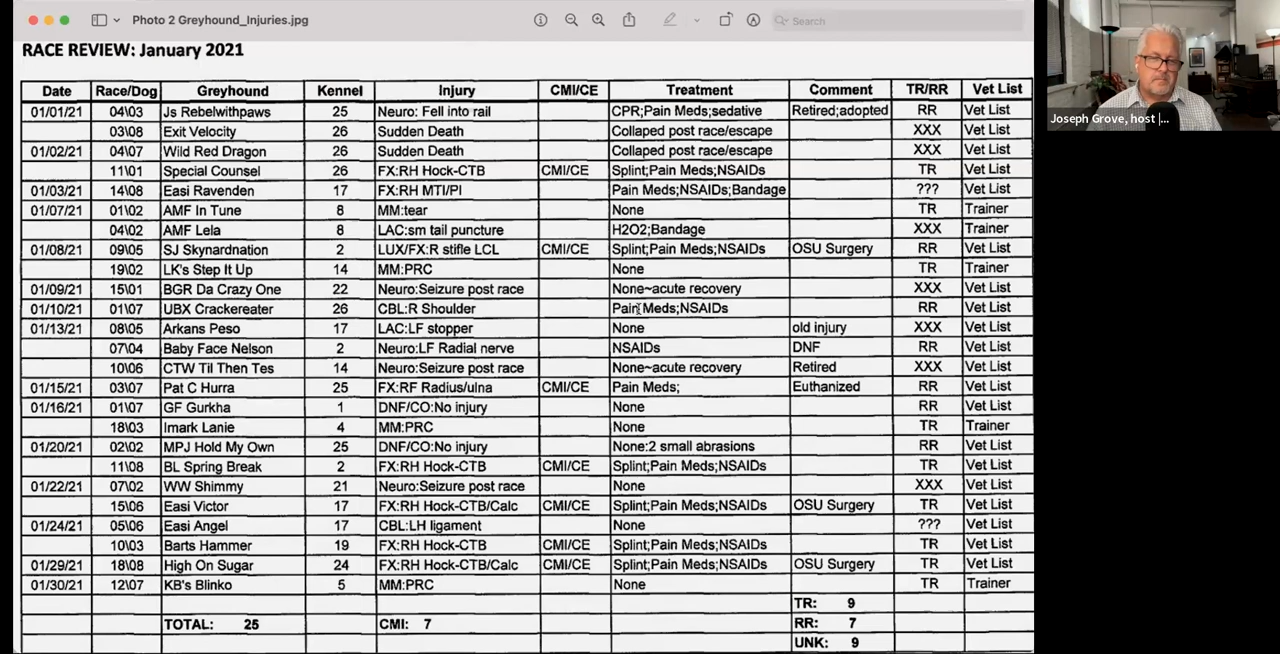 Photo 2 Greyhound_Injuries.jpg
Search
RACE REVIEW: January 2021
Date Race/Dog Greyhound Kennel Injury CMI/CE Treatment Comment TR/RR Vet List
01/01/21 04\03 Js Rebelwithpaws 25 Neuro: Fell into rail CPR;Pain Meds;sedative Retired;adopted RR Vet List
03\08 Exit Velocity 26 Sudden Death Collaped post race/escape XXX Vet List
01/02/21 04\07 Wild Red Dragon 26 Sudden Death Collaped post race/escape XXX Vet List
11\01 Special Counsel 26 FX:RH Hock-CTB CMI/CE Splint;Pain Meds;NSAIDs TR Vet List
01/03/21 14\08 Easi Ravenden 17 FX:RH MTI/PI Pain Meds;NSAIDs;Bandage ??? Vet List
01/07/21 01\02 AMF In Tune 8 MM:tear None TR Trainer
04\02 AMF Lela 8 LAC:sm tail puncture H2O2;Bandage XXX Trainer
01/08/21 09\05 SJ Skynardnation 2 LUX/FX:R stifle LCL CMI/CE Splint;Pain Meds;NSAIDs OSU Surgery RR Vet List
19\02 LK's Step It Up 14 MM:PRC None TR Trainer
01/09/21 15\01 BGR Da Crazy One 22 Neuro:Seizure post race None~acute recovery XXX Vet List
01/10/21 01\07 UBX Crackereater 26 CBL:R Shoulder Pain Meds;NSAIDs RR Vet List
01/13/21 08\05 Arkans Peso 17 LAC:LF stopper None old injury XXX Vet List
07\04 Baby Face Nelson 2 Neuro:LF Radial nerve NSAIDs DNF RR Vet List
10\06 CTW Til Then Tes 14 Neuro:Seizure post race None~acute recovery Retired XXX Vet List
01/15/21 03\07 Pat C Hurra 25 FX:RF Radius/ulna CMI/CE Pain Meds; Euthanized RR Vet List
01/16/21 01\07 GF Gurkha 1 DNF/CO:No injury None RR Vet List
18\03 Imark Lanie 4 MM:PRC None TR Trainer
01/20/21 02\02 MPJ Hold My Own 25 DNF/CO:No injury None:2 small abrasions RR Vet List
11\08 BL Spring Break 2 FX:RH Hock-CTB CMI/CE Splint;Pain Meds;NSAIDs TR Vet List
01/22/21 07\02 WW Shimmy 21 Neuro:Seizure post race None XXX Vet List
15\06 Easi Victor 17 FX:RH Hock-CTB/Calc CMI/CE Splint;Pain Meds;NSAIDs OSU Surgery TR Vet List
01/24/21 05\06 Easi Angel 17 CBL:LH ligament None ??? Vet List
10\03 Barts Hammer 19 FX:RH Hock-CTB CMI/CE Splint;Pain Meds;NSAIDs TR Vet List
01/29/21 18\08 High On Sugar 24 FX:RH Hock-CTB/Calc CMI/CE Splint;Pain Meds;NSAIDs OSU Surgery TR Vet List
01/30/21 12\07 KB's Blinko 5 MM:PRC None TR Trainer
TR: 9
TOTAL: 25 CMI: 7 RR: 7
UNK: 9
Joseph Grove, host |...